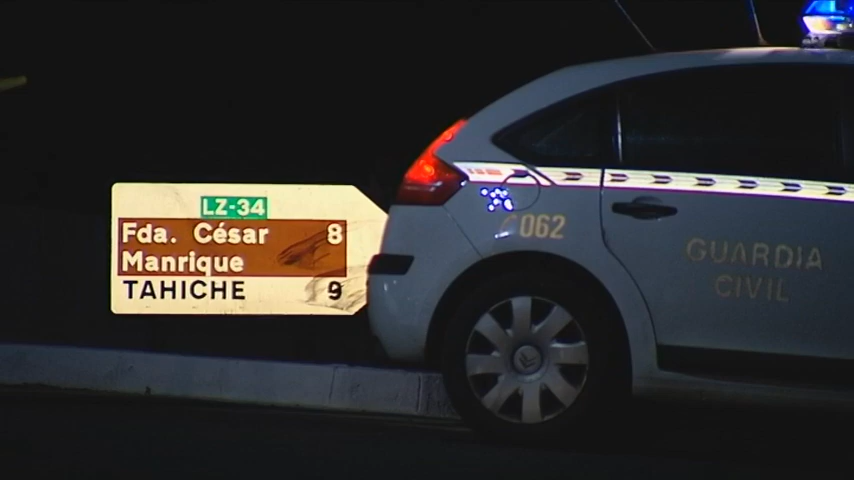 LZ-34
Fda. César 8
Manrique
TAHICHE 9
062
GUARDIA
CIVIL